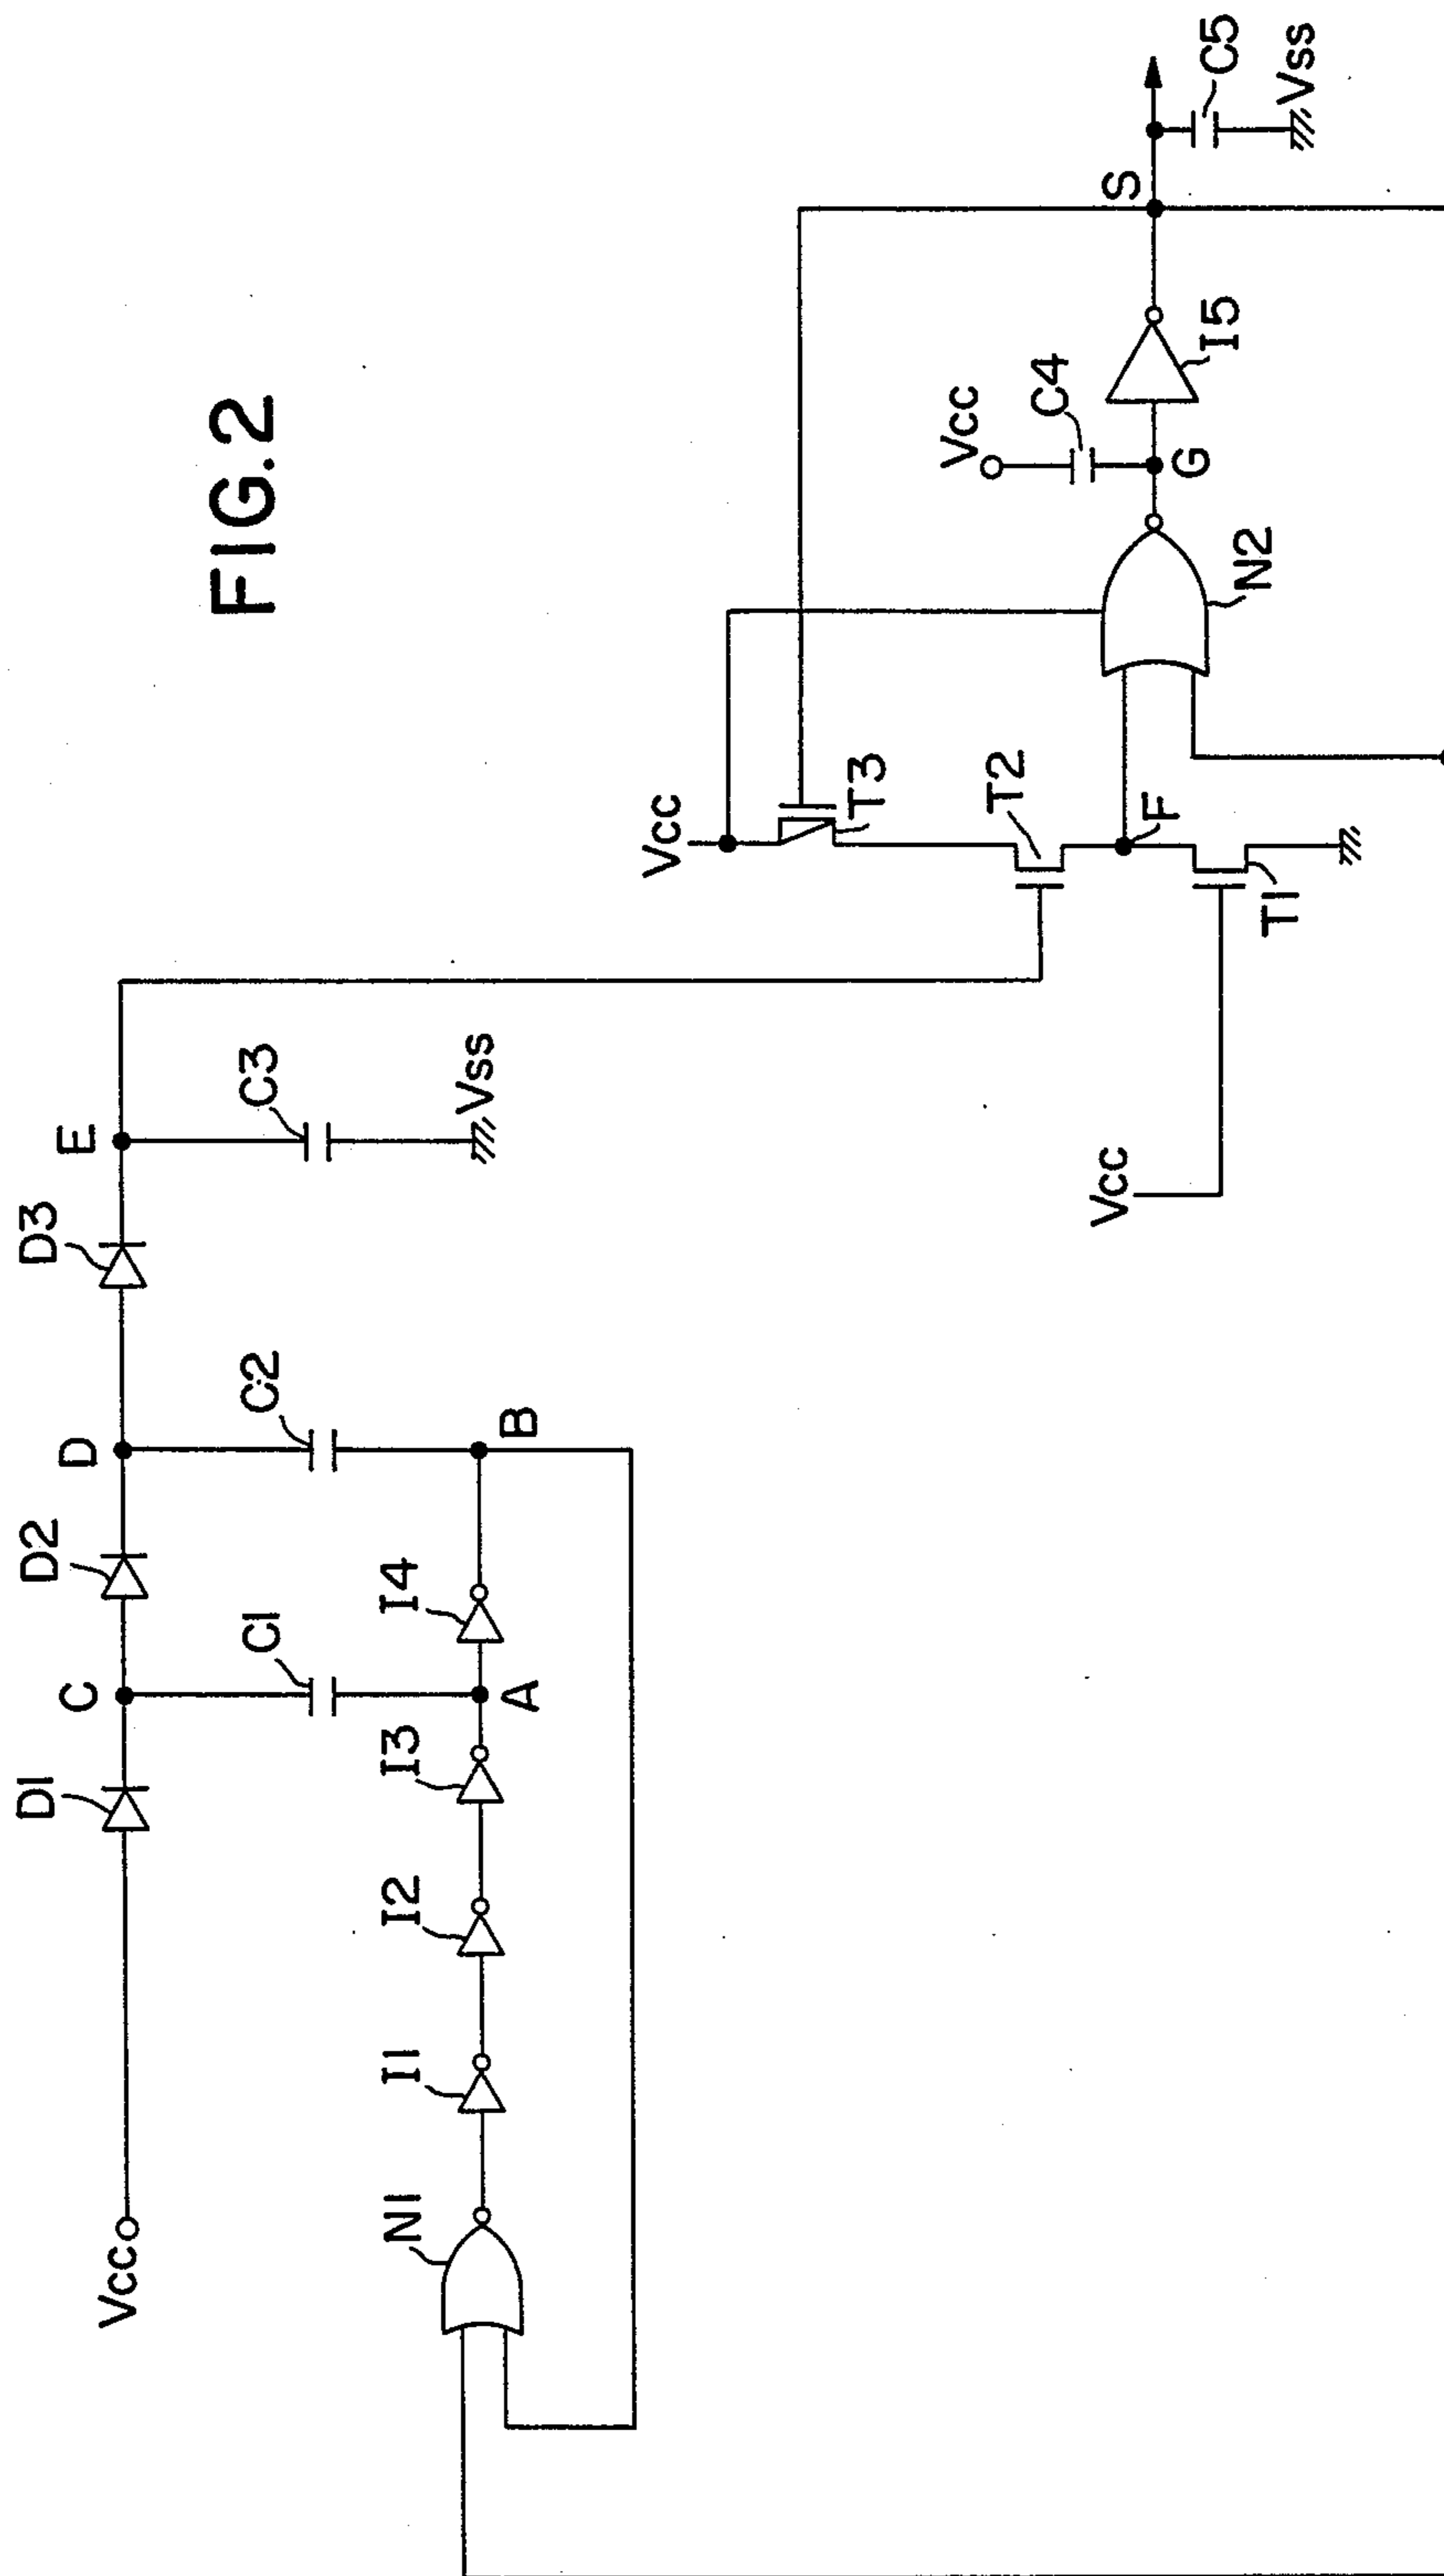 FIG.2
D1
D2
D3
Vcc
C
D
E
C1
C2
C3
Vss
N1
I1
I2
I3
I4
A
B
Vcc
T3
T2
F
T1
Vcc
Vcc
C4
G
N2
I5
S
C5
Vss